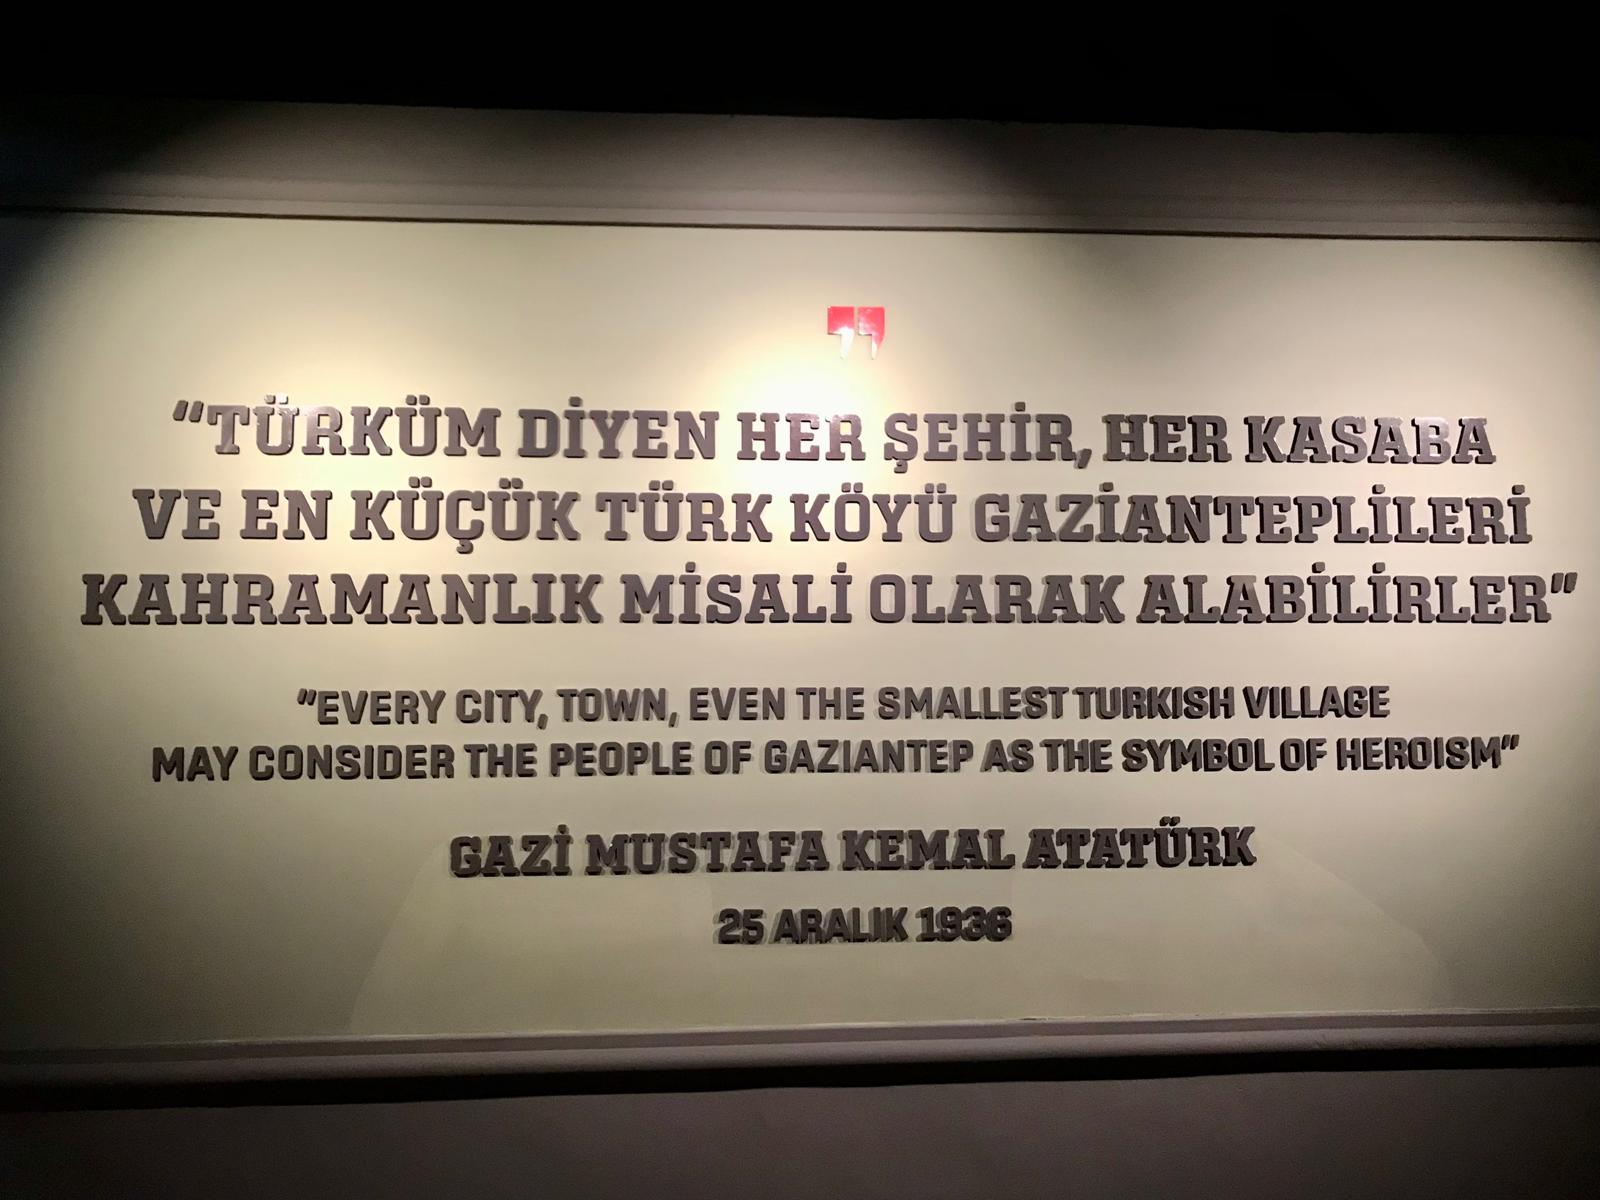 "TÜRKÜM DİYEN HER ŞEHİR, HER KASABA
VE EN KÜÇÜK TÜRK KÖYÜ GAZİANTEPLİLERİ
KAHRAMANLIK MİSALİ OLARAK ALABİLİRLER"
"EVERY CITY, TOWN, EVEN THE SMALLEST TURKISH VILLAGE
MAY CONSIDER THE PEOPLE OF GAZIANTEP AS THE SYMBOL OF HEROISM"
GAZİ MUSTAFA KEMAL ATATÜRK
25 ARALIK 1936